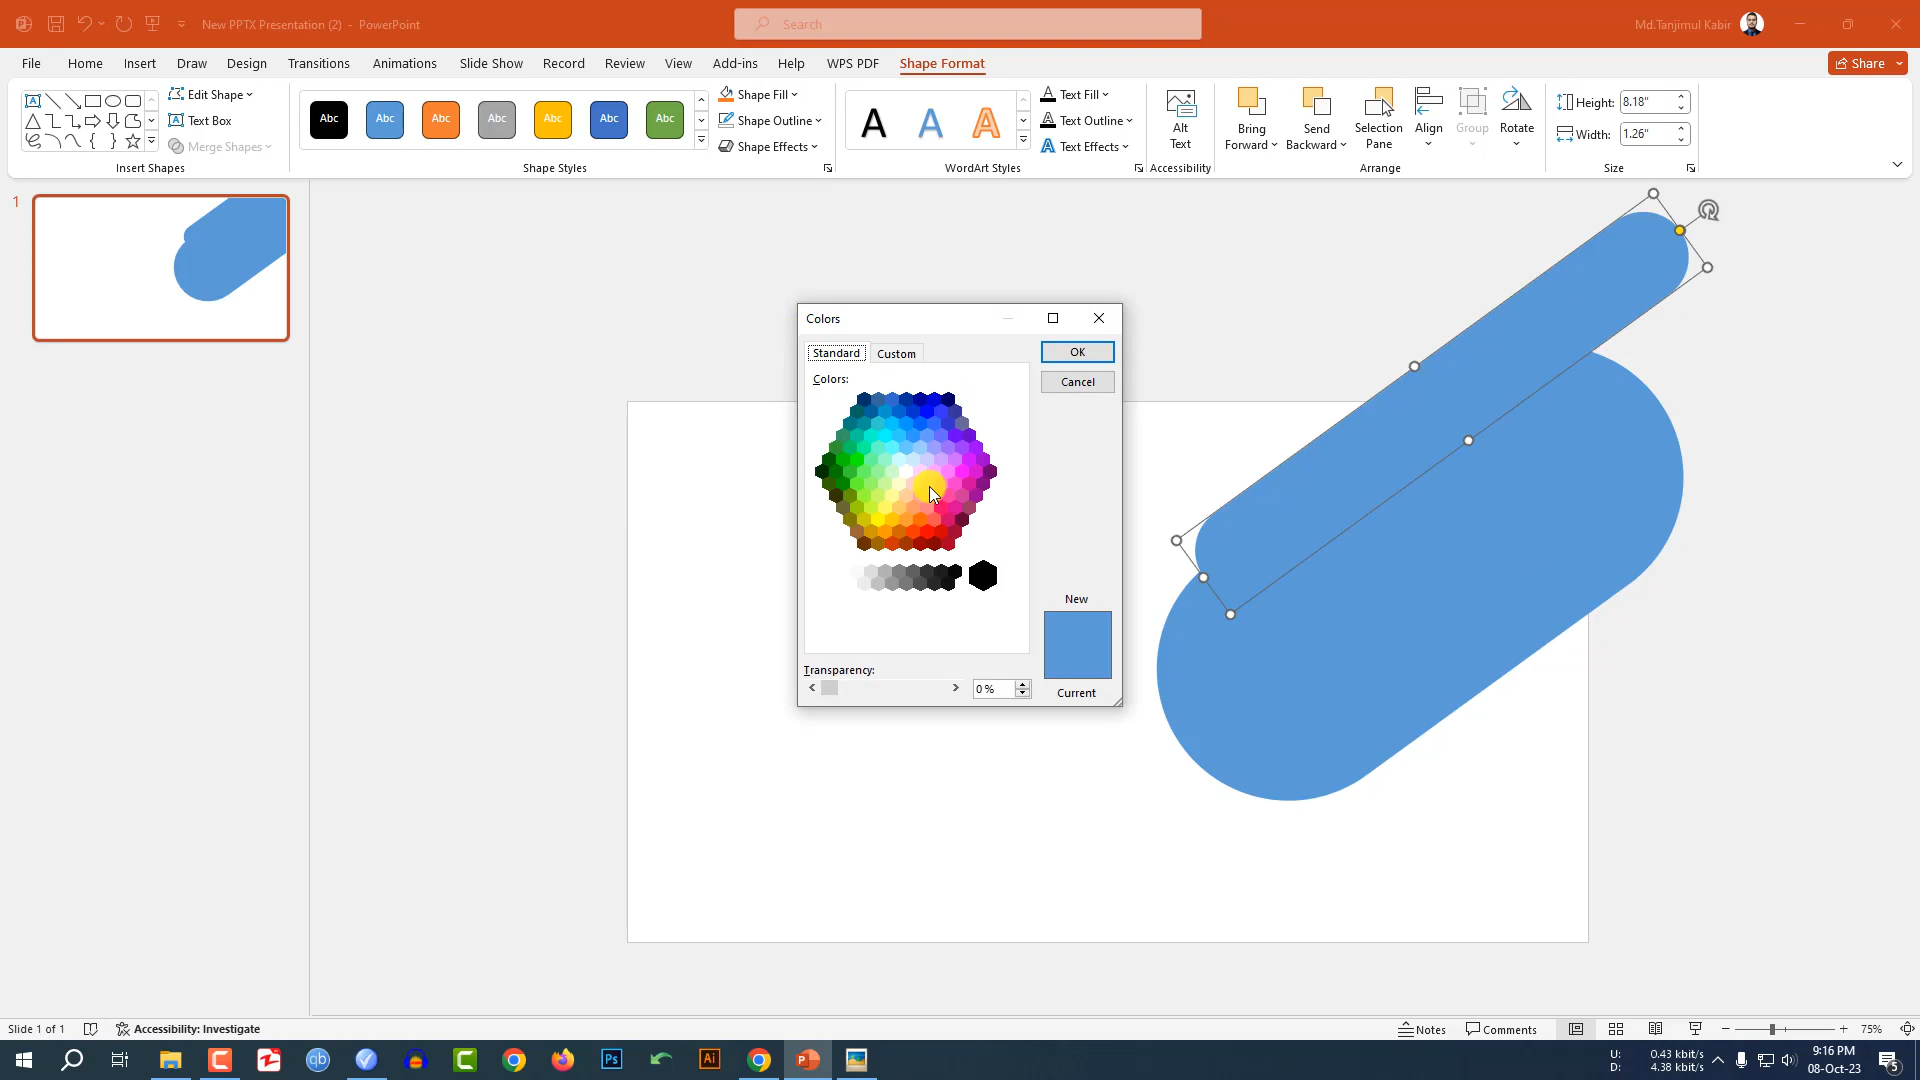 New PPTX Presentation (2) - PowerPoint
Search
Md.Tanjimul Kabir
File Home Insert Draw Design Transitions Animations Slide Show Record Review View Add-ins Help WPS PDF Shape Format
Share
Edit Shape
Text Box
Merge Shapes
Insert Shapes
Abc Abc Abc Abc Abc Abc Abc
Shape Fill
Shape Outline
Shape Effects
Shape Styles
A A A
Text Fill
Text Outline
Text Effects
WordArt Styles
Alt Text
Accessibility
Bring Forward
Send Backward
Selection Pane
Align
Group
Rotate
Arrange
Height: 8.18"
Width: 1.26"
Size
1
Colors
Standard Custom
OK
Cancel
Colors:
New
Current
Transparency:
0 %
Slide 1 of 1
Accessibility: Investigate
Notes
Comments
75%
qb
Ps
Ai
U: 0.43 kbit/s
D: 4.38 kbit/s
9:16 PM
08-Oct-23
5